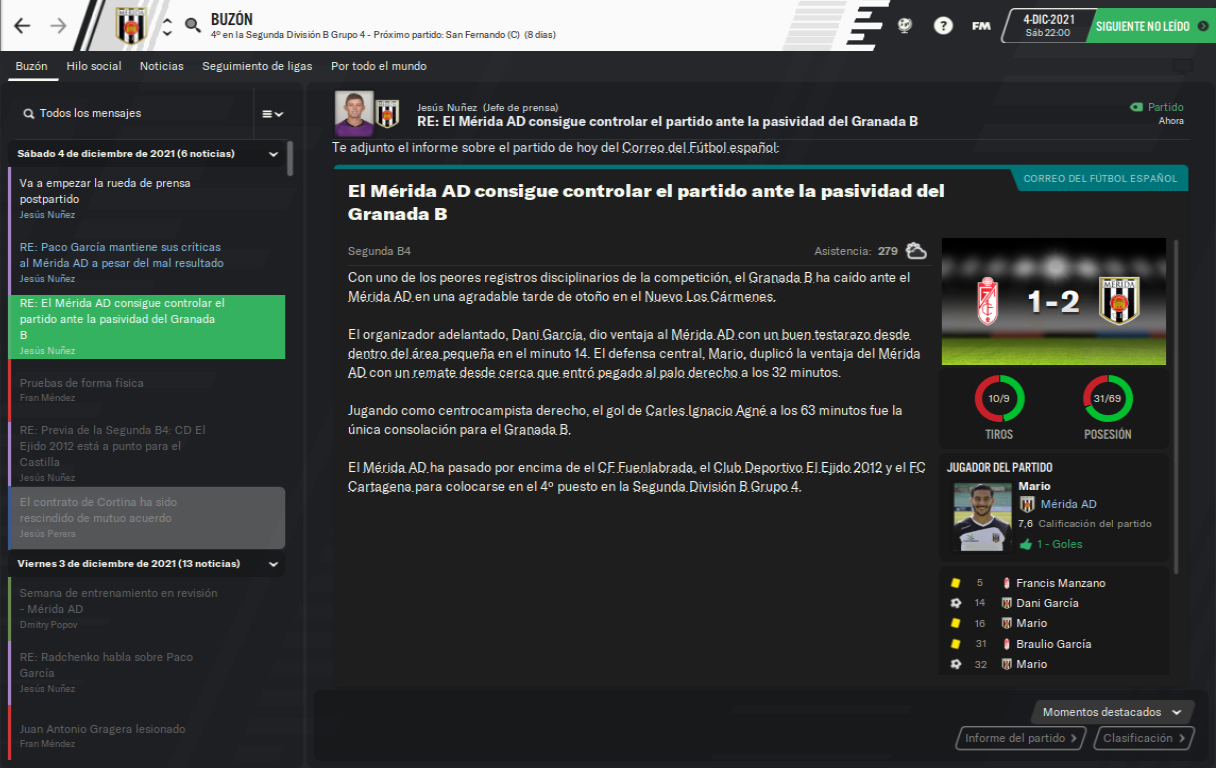 BUZÓN
4º en la Segunda División B Grupo 4 - Próximo partido: San Fernando (C) (8 días)
FM
4-DIC-2021
Sáb 22:00
SIGUIENTE NO LEÍDO
Buzón
Hilo social
Noticias
Seguimiento de ligas
Por todo el mundo
Todos los mensajes
Sábado 4 de diciembre de 2021 (6 noticias)
Va a empezar la rueda de prensa
postpartido
Jesús Nuñez
RE: Paco García mantiene sus críticas
al Mérida AD a pesar del mal resultado
Jesús Nuñez
RE: El Mérida AD consigue controlar el
partido ante la pasividad del Granada
B
Jesús Nuñez
Pruebas de forma física
Fran Méndez
RE: Previa de la Segunda B4: CD El
Ejido 2012 está a punto para el
Castilla
Jesús Nuñez
El contrato de Cortina ha sido
rescindido de mutuo acuerdo
Jesús Perera
Viernes 3 de diciembre de 2021 (13 noticias)
Semana de entrenamiento en revisión
- Mérida AD
Dmitry Popov
RE: Radchenko habla sobre Paco
García
Jesús Nuñez
Juan Antonio Gragera lesionado
Fran Méndez
Jesús Nuñez (Jefe de prensa)
RE: El Mérida AD consigue controlar el partido ante la pasividad del Granada B
Partido
Ahora
Te adjunto el informe sobre el partido de hoy del Correo del Fútbol español:
CORREO DEL FÚTBOL ESPAÑOL
El Mérida AD consigue controlar el partido ante la pasividad del
Granada B
Segunda B4
Asistencia: 279
Con uno de los peores registros disciplinarios de la competición, el Granada B ha caído ante el
Mérida AD en una agradable tarde de otoño en el Nuevo Los Cármenes.
El organizador adelantado, Dani García, dio ventaja al Mérida AD con un buen testarazo desde
dentro del área pequeña en el minuto 14. El defensa central, Mario, duplicó la ventaja del Mérida
AD con un remate desde cerca que entró pegado al palo derecho a los 32 minutos.
Jugando como centrocampista derecho, el gol de Carles Ignacio Agné a los 63 minutos fue la
única consolación para el Granada B.
El Mérida AD ha pasado por encima de el CF Fuenlabrada, el Club Deportivo El Ejido 2012 y el FC
Cartagena para colocarse en el 4º puesto en la Segunda División B Grupo 4.
1-2
MÉRIDA
10/9
TIROS
31/69
POSESIÓN
JUGADOR DEL PARTIDO
Mario
Mérida AD
7,6 Calificación del partido
1 - Goles
5 Francis Manzano
14 Dani García
16 Mario
31 Braulio García
32 Mario
Momentos destacados
Informe del partido
Clasificación